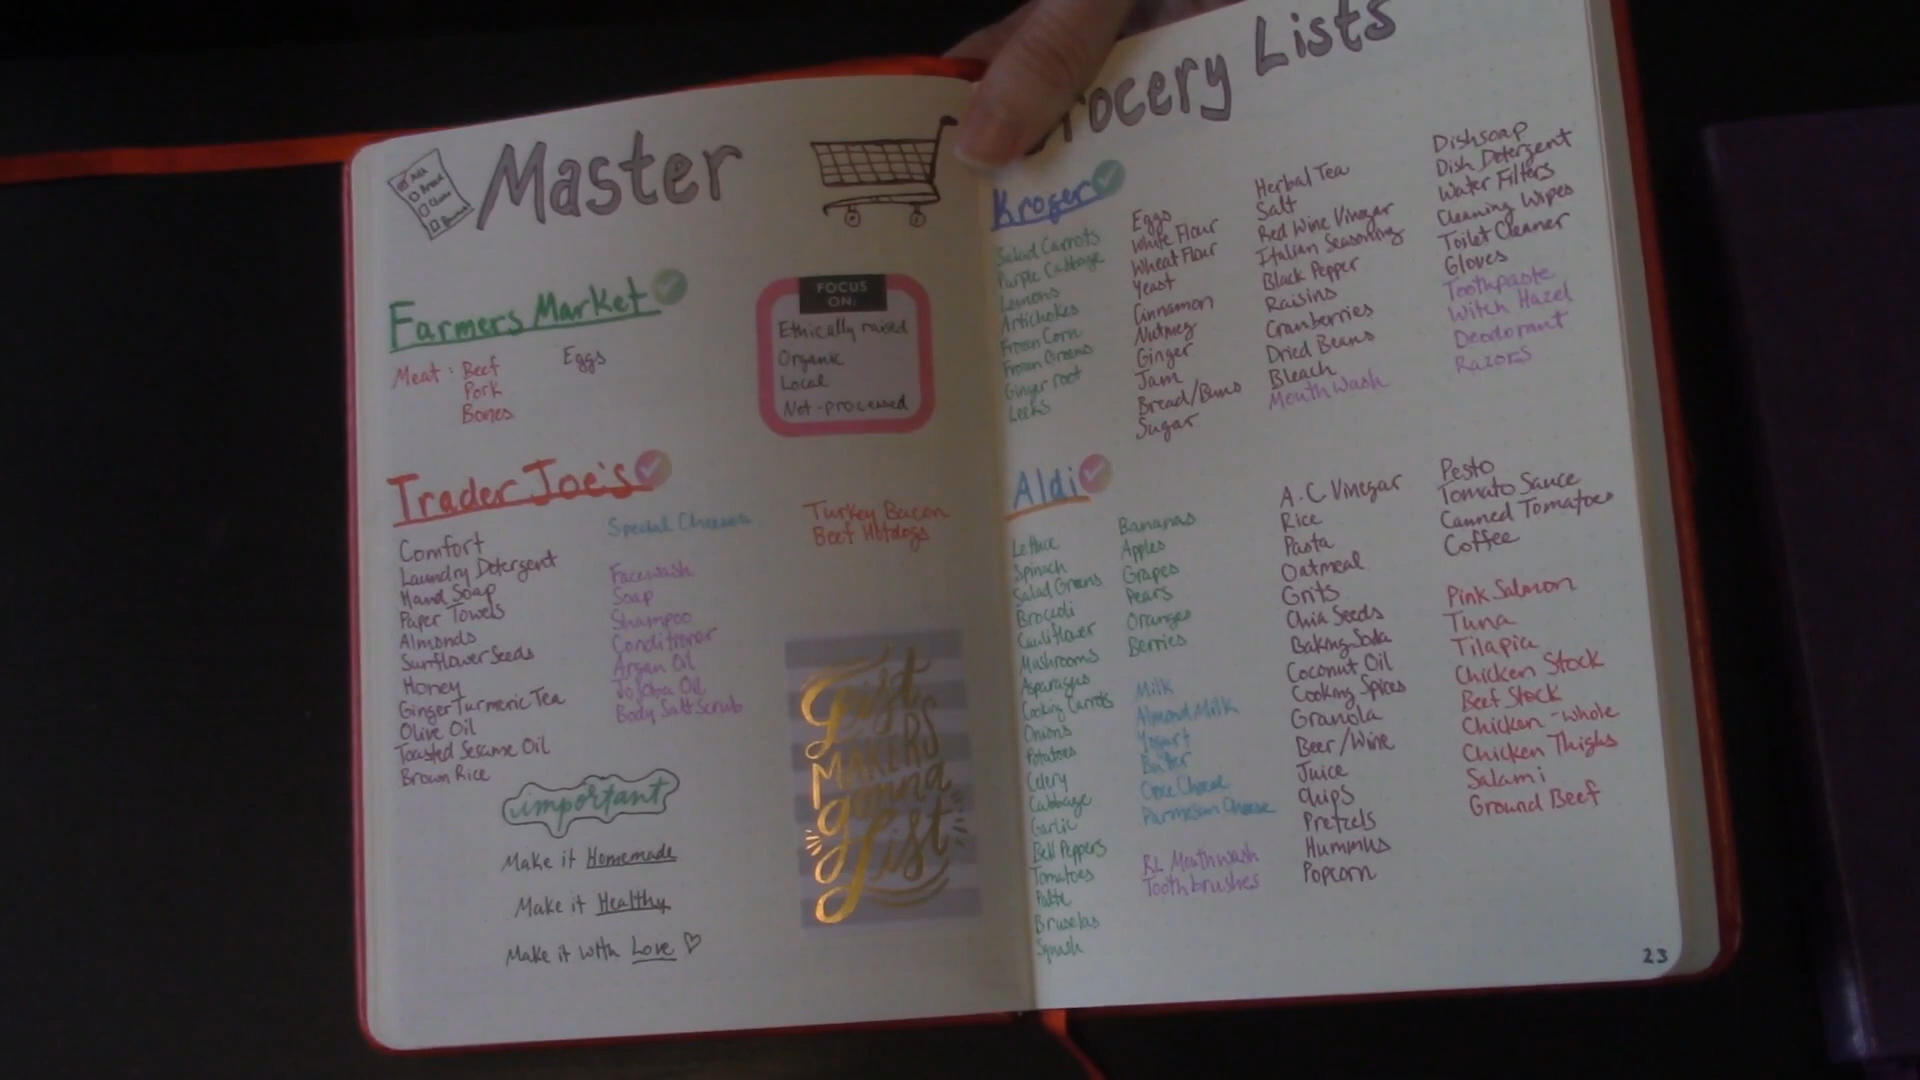 Master
Grocery Lists
Farmers Market
Meat: Beef
Pork
Bones
Eggs
FOCUS
ON:
Ethically raised
Organic
Local
Not-processed
Trader Joe's
Comfort
Laundry Detergent
Hand Soap
Paper Towels
Almonds
Sunflower Seeds
Honey
Ginger Turmeric Tea
Olive Oil
Toasted Sesame Oil
Brown Rice
Special Cheeses
Facewash
Soap
Shampoo
Conditioner
Argan Oil
Jojoba Oil
Body Salt Scrub
Turkey Bacon
Beef Hotdogs
important
Make it Homemade
Make it Healthy
Make it with Love
MAKERS
gonna
List
Kroger
Salad Carrots
Purple Cabbage
Lemons
Artichokes
Frozen Corn
Frozen Greens
Ginger root
Leeks
Eggs
White Flour
Wheat Flour
Yeast
Cinnamon
Nutmeg
Ginger
Jam
Bread/Buns
Sugar
Herbal Tea
Salt
Red Wine Vinegar
Italian Seasoning
Black Pepper
Raisins
Cranberries
Dried Beans
Bleach
Mouth Wash
Dishsoap
Dish Detergent
Water Filters
Cleaning Wipes
Toilet Cleaner
Gloves
Toothpaste
Witch Hazel
Deodorant
Razors
Aldi
Lettuce
Spinach
Salad Greens
Broccoli
Cauliflower
Mushrooms
Asparagus
Cooking Carrots
Onions
Potatoes
Celery
Cabbage
Garlic
Bell Peppers
Tomatoes
Squash
Bananas
Apples
Grapes
Pears
Oranges
Berries
Milk
Almond Milk
Yogurt
Butter
Parmesan Cheese
BL Mouthwash
Toothbrushes
A.C Vinegar
Rice
Pasta
Oatmeal
Grits
Chia Seeds
Baking Soda
Coconut Oil
Cooking Spices
Granola
Beer/Wine
Juice
Chips
Pretzels
Hummus
Popcorn
Pesto
Tomato Sauce
Canned Tomatoes
Coffee
Pink Salmon
Tuna
Tilapia
Chicken Stock
Beef Stock
Chicken-whole
Chicken Thighs
Salami
Ground Beef
23